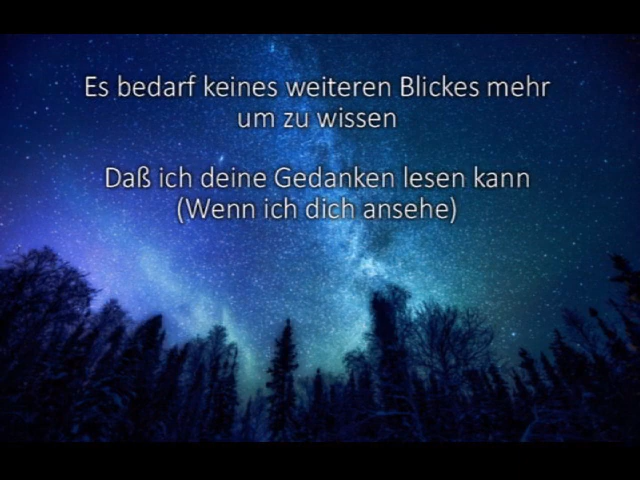 Es bedarf keines weiteren Blickes mehr
um zu wissen
Daß ich deine Gedanken lesen kann
(Wenn ich dich ansehe)